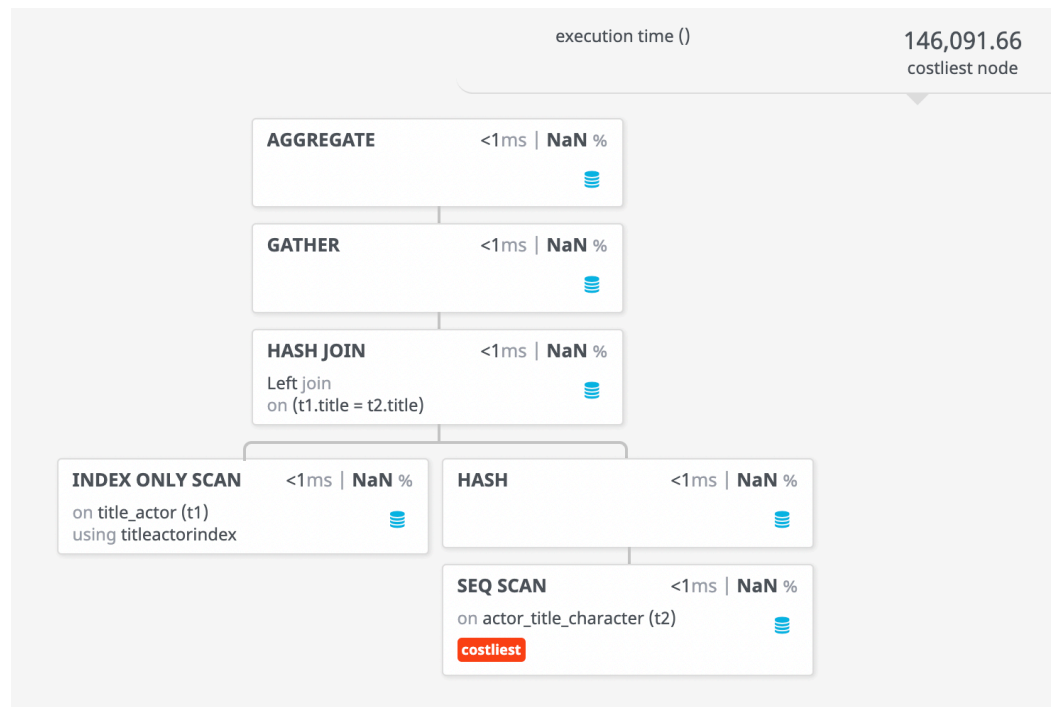 execution time ()
146,091.66
costliest node
AGGREGATE <1ms | NaN %
GATHER <1ms | NaN %
HASH JOIN <1ms | NaN %
Left join
on (t1.title = t2.title)
INDEX ONLY SCAN <1ms | NaN %
on title_actor (t1)
using titleactorindex
HASH <1ms | NaN %
SEQ SCAN <1ms | NaN %
on actor_title_character (t2)
costliest